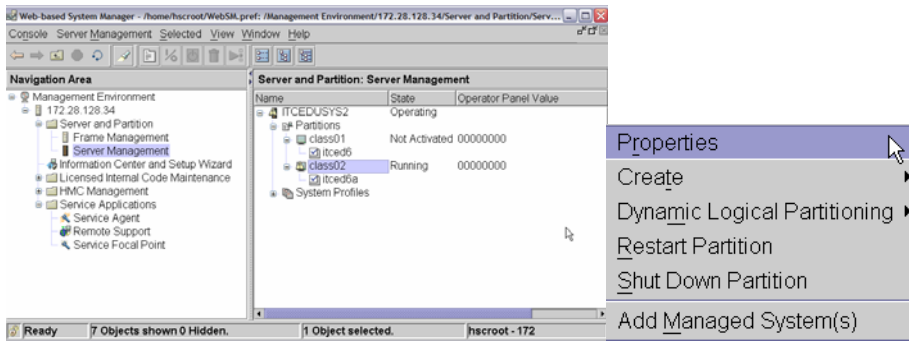 Web-based System Manager - /home/hscroot/WebSM.pref: /Management Environment/172.28.128.34/Server and Partition/Serv...
Console Server Management Selected View Window Help
Navigation Area
Management Environment
172.28.128.34
Server and Partition
Frame Management
Server Management
Information Center and Setup Wizard
Licensed Internal Code Maintenance
HMC Management
Service Applications
Service Agent
Remote Support
Service Focal Point
Server and Partition: Server Management
Name State Operator Panel Value
ITCEDUSYS2 Operating
Partitions
class01 Not Activated 00000000
itced6
class02 Running 00000000
itced6a
System Profiles
Ready 7 Objects shown 0 Hidden. 1 Object selected. hscroot - 172
Properties
Create
Dynamic Logical Partitioning
Restart Partition
Shut Down Partition
Add Managed System(s)